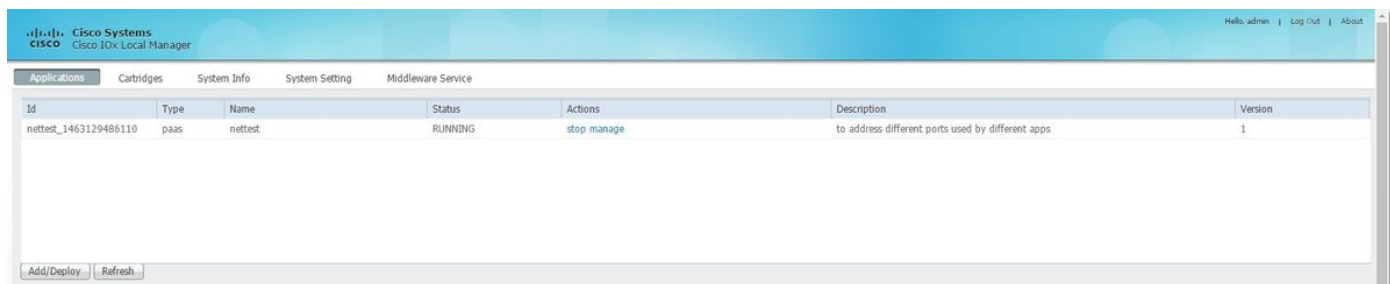 Hello, admin | Log Out | About
Cisco Systems
CISCO Cisco IOx Local Manager
Applications Cartridges System Info System Setting Middleware Service
Id Type Name Status Actions Description Version
nettest_1463129486110 paas nettest RUNNING stop manage to address different ports used by different apps 1
Add/Deploy Refresh